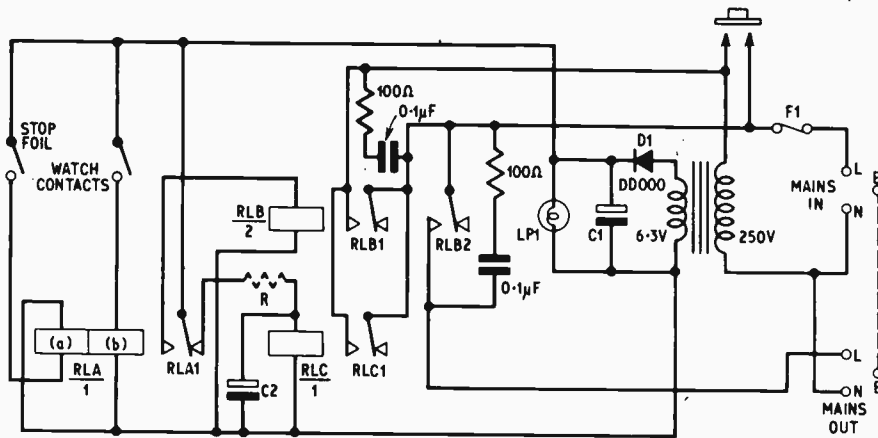 STOP
FOIL
WATCH
CONTACTS
100Ω
0·1µF
RLB
2
R
(a) (b)
RLA
1
RLA1
C2
RLC
1
RLB1
RLC1
RLB2
100Ω
0·1µF
LP1
C1
D1
DD000
6·3V
250V
F1
L
MAINS
IN
N
L
N
MAINS
OUT
E
E